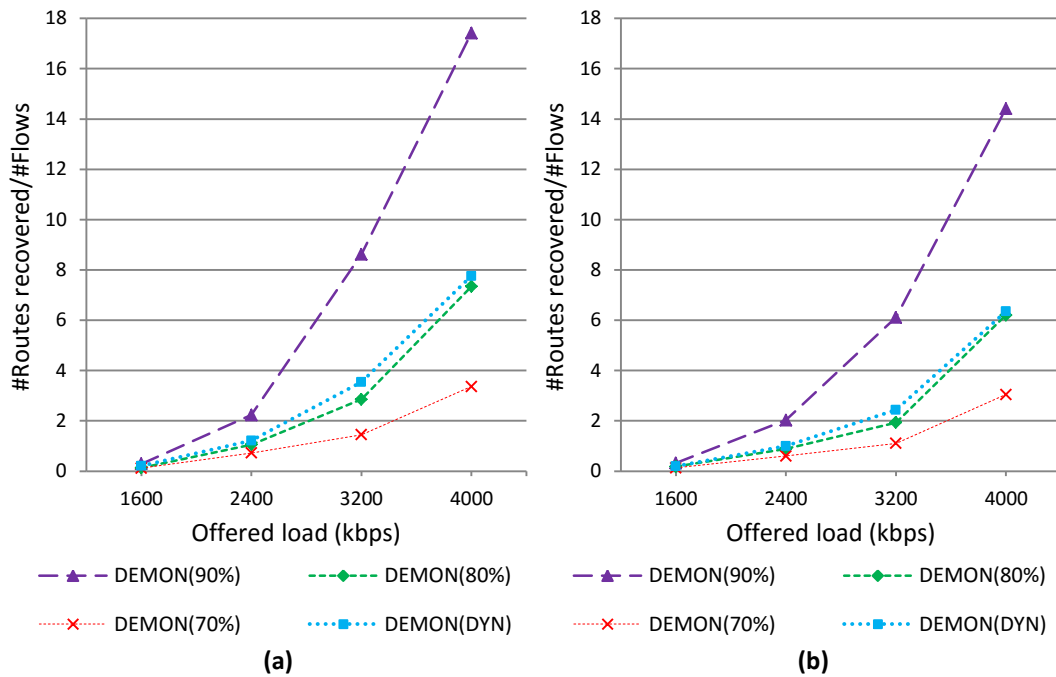 #Routes recovered/#Flows
18
16
14
12
10
8
6
4
2
0
1600 2400 3200 4000
Offered load (kbps)
DEMON(90%) DEMON(80%)
DEMON(70%) DEMON(DYN)
(a)
#Routes recovered/#Flows
18
16
14
12
10
8
6
4
2
0
1600 2400 3200 4000
Offered load (kbps)
DEMON(90%) DEMON(80%)
DEMON(70%) DEMON(DYN)
(b)